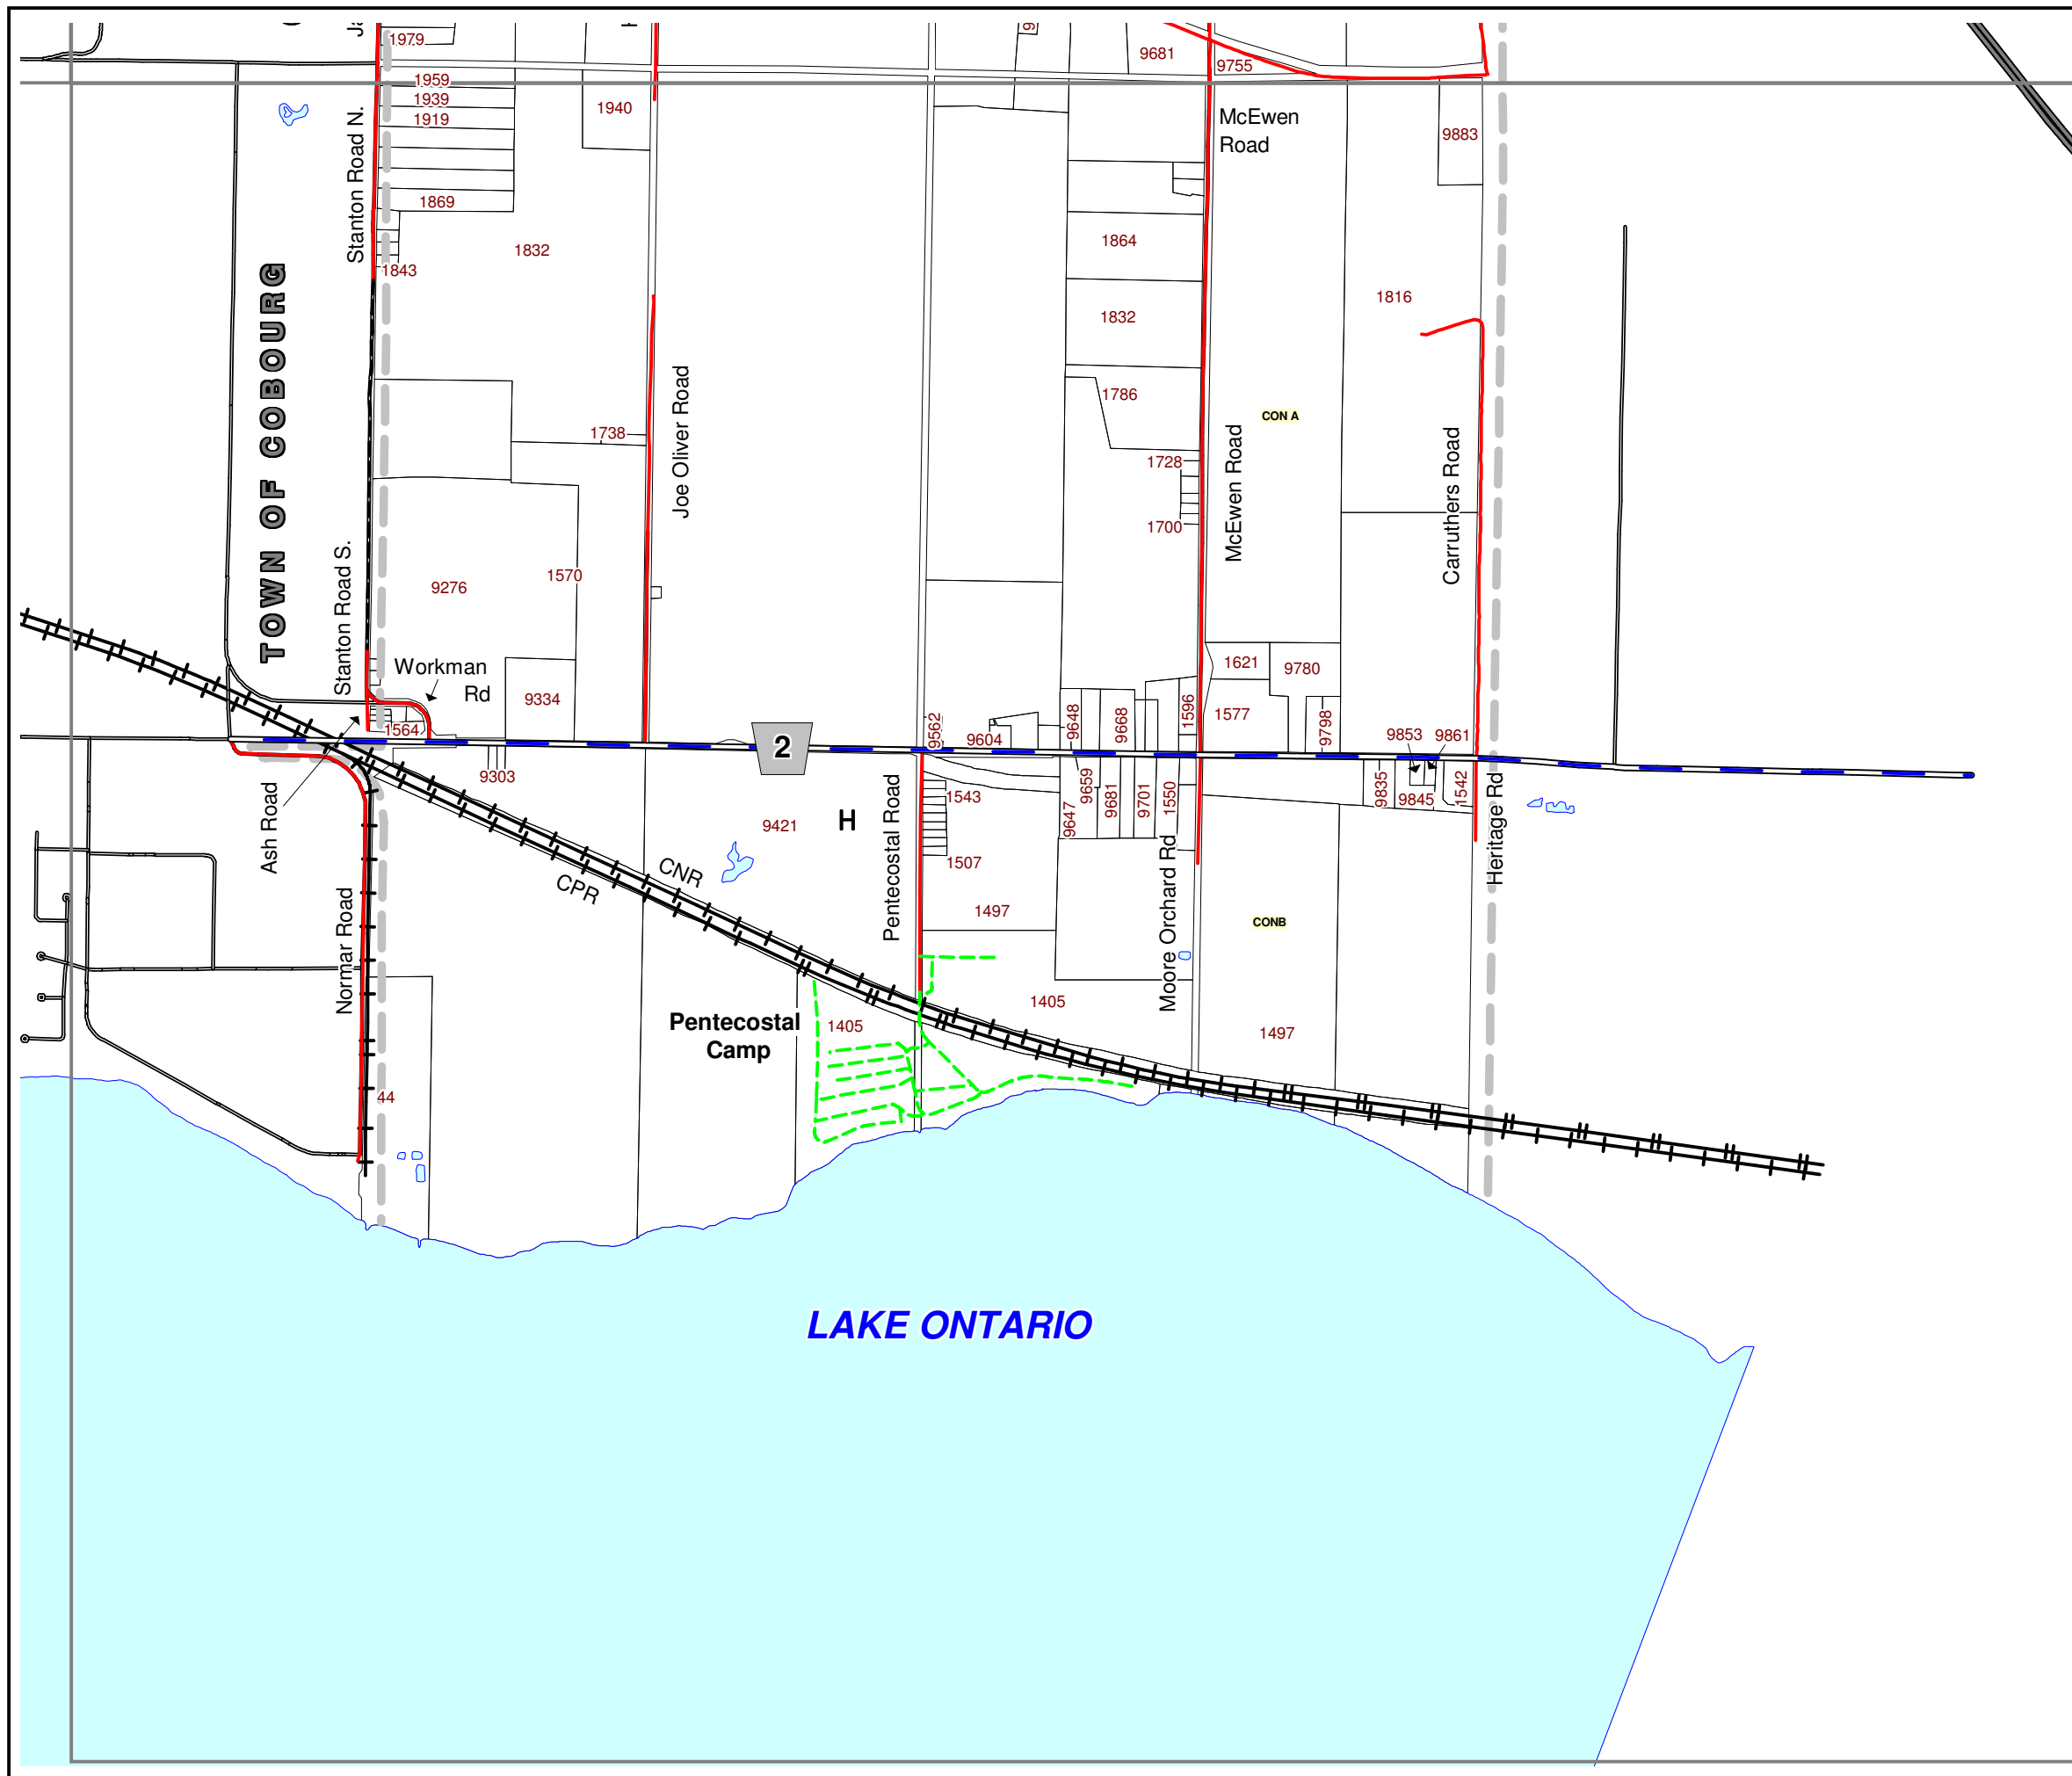 1979
9681
9755
1959
1939
1919
1940
McEwen
Road
9883
Stanton Road N.
1869
1864
1832
1843
1816
1832
TOWN OF COBOURG
1786
CON A
Joe Oliver Road
1738
McEwen Road
Carruthers Road
1728
1700
Stanton Road S.
9276
1570
Workman
Rd
1621
9780
9334
1564
9562
9604
9648
9668
1596
1577
9798
9853
9861
2
9303
Ash Road
9421
H
Pentecostal Road
1543
1507
9647
9659
9681
9701
1550
9835
9845
1542
Heritage Rd
CNR
CPR
Normar Road
1497
Moore Orchard Rd
CONB
1405
1405
1497
Pentecostal
Camp
44
LAKE ONTARIO